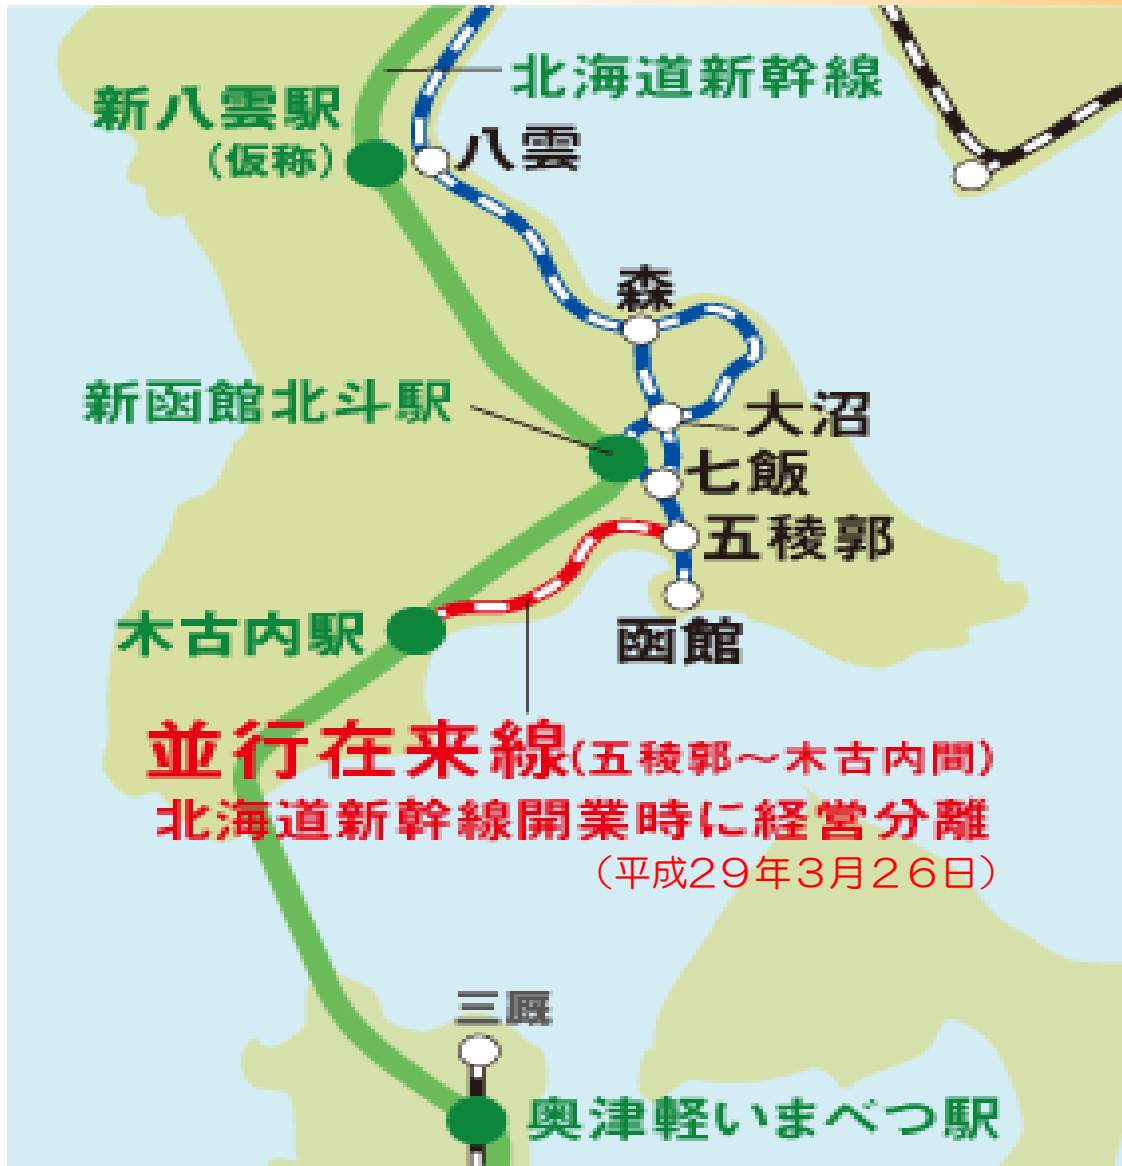 北海道新幹線
新八雲駅
(仮称)
八雲
森
新函館北斗駅
大沼
七飯
五稜郭
函館
木古内駅
並行在来線(五稜郭〜木古内間)
北海道新幹線開業時に経営分離
（平成29年３月２６日）
三厩
奥津軽いまべつ駅